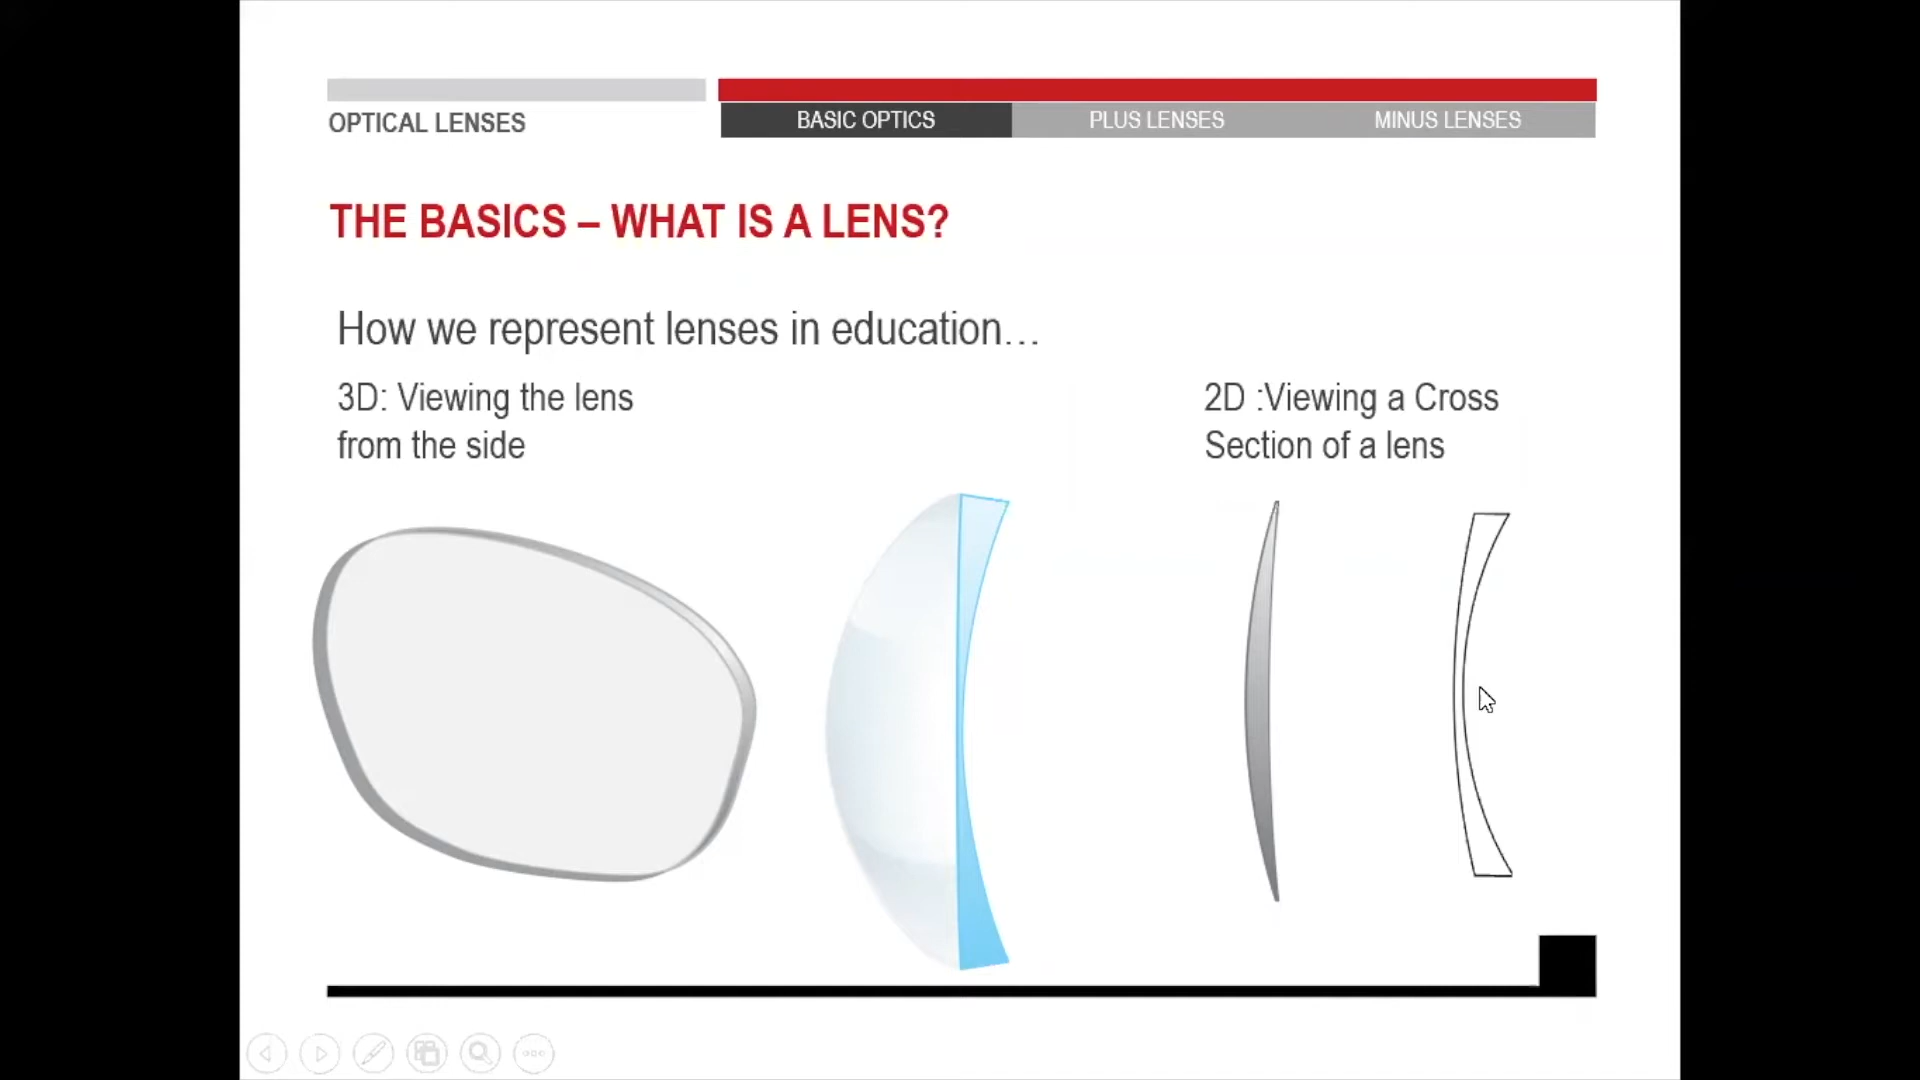 OPTICAL LENSES
BASIC OPTICS
PLUS LENSES
MINUS LENSES
THE BASICS – WHAT IS A LENS?
How we represent lenses in education…
3D: Viewing the lens
from the side
2D :Viewing a Cross
Section of a lens